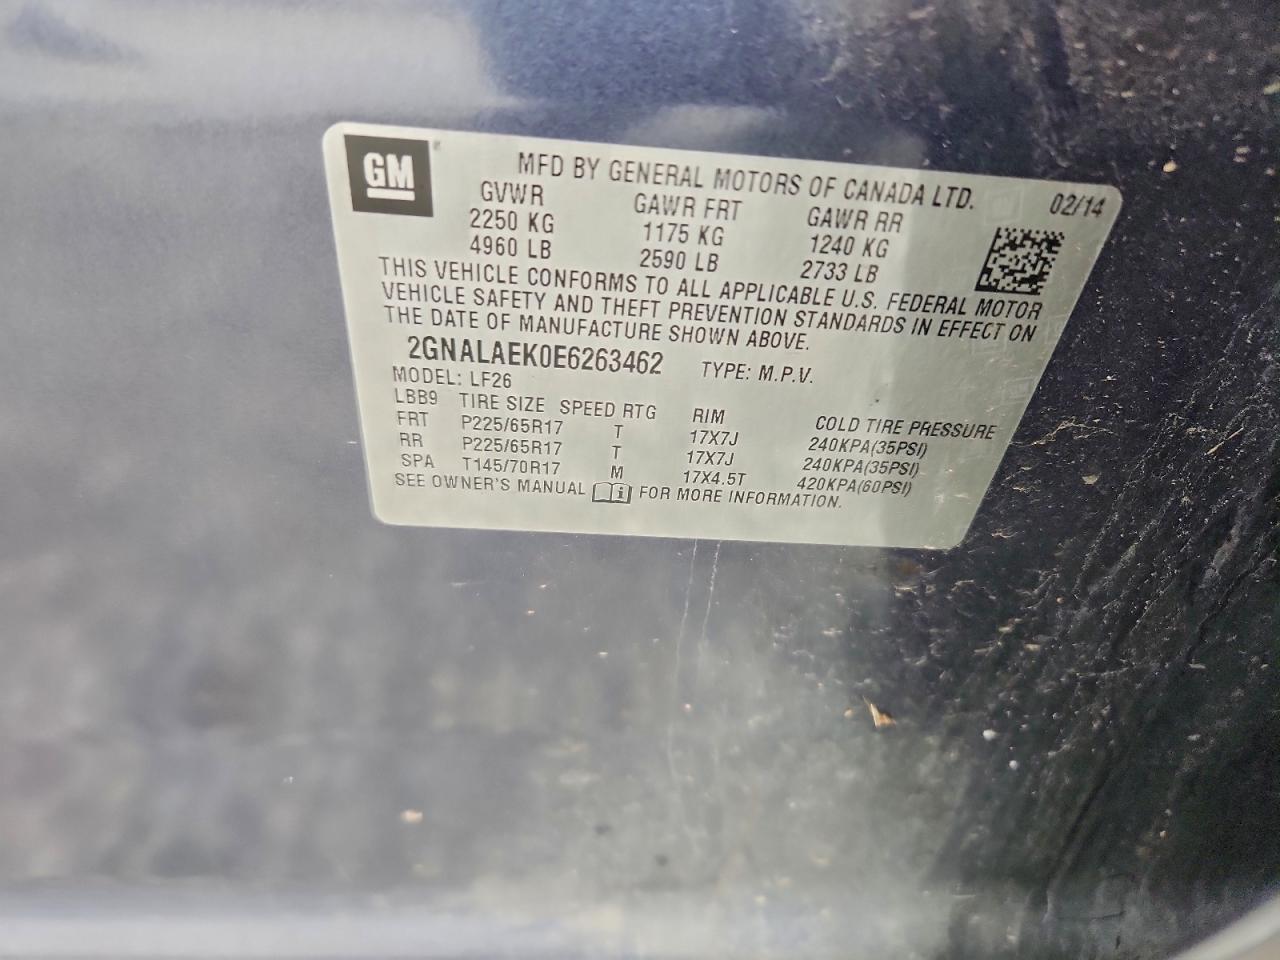 GM
MFD BY GENERAL MOTORS OF CANADA LTD.
02/14
GVWR GAWR FRT GAWR RR
2250 KG 1175 KG 1240 KG
4960 LB 2590 LB 2733 LB
THIS VEHICLE CONFORMS TO ALL APPLICABLE U.S. FEDERAL MOTOR
VEHICLE SAFETY AND THEFT PREVENTION STANDARDS IN EFFECT ON
THE DATE OF MANUFACTURE SHOWN ABOVE.
2GNALAEK0E6263462 TYPE: M.P.V.
MODEL: LF26
LBB9 TIRE SIZE SPEED RTG RIM COLD TIRE PRESSURE
FRT P225/65R17 T 17X7J 240KPA(35PSI)
RR P225/65R17 T 17X7J 240KPA(35PSI)
SPA T145/70R17 M 17X4.5T 420KPA(60PSI)
SEE OWNER'S MANUAL i FOR MORE INFORMATION.